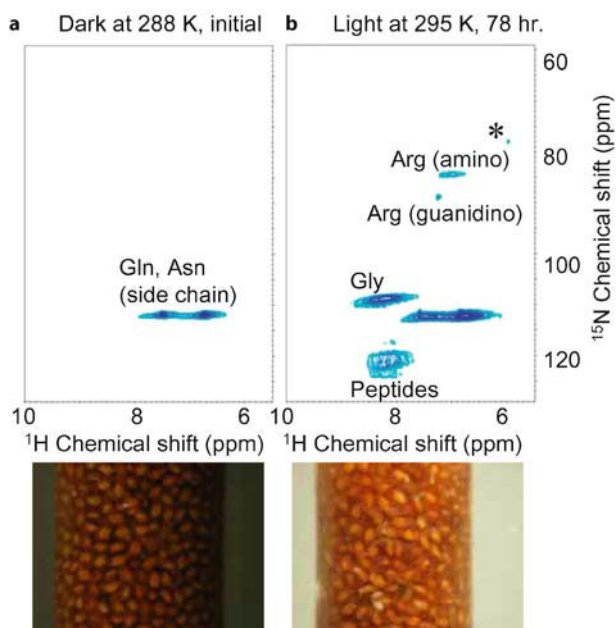 a Dark at 288 K, initial
b Light at 295 K, 78 hr.
Gln, Asn
(side chain)
10 8 6
¹H Chemical shift (ppm)
*
Arg (amino)
Arg (guanidino)
Gly
Peptides
10 8 6
¹H Chemical shift (ppm)
60
80
100
120
¹⁵N Chemical shift (ppm)